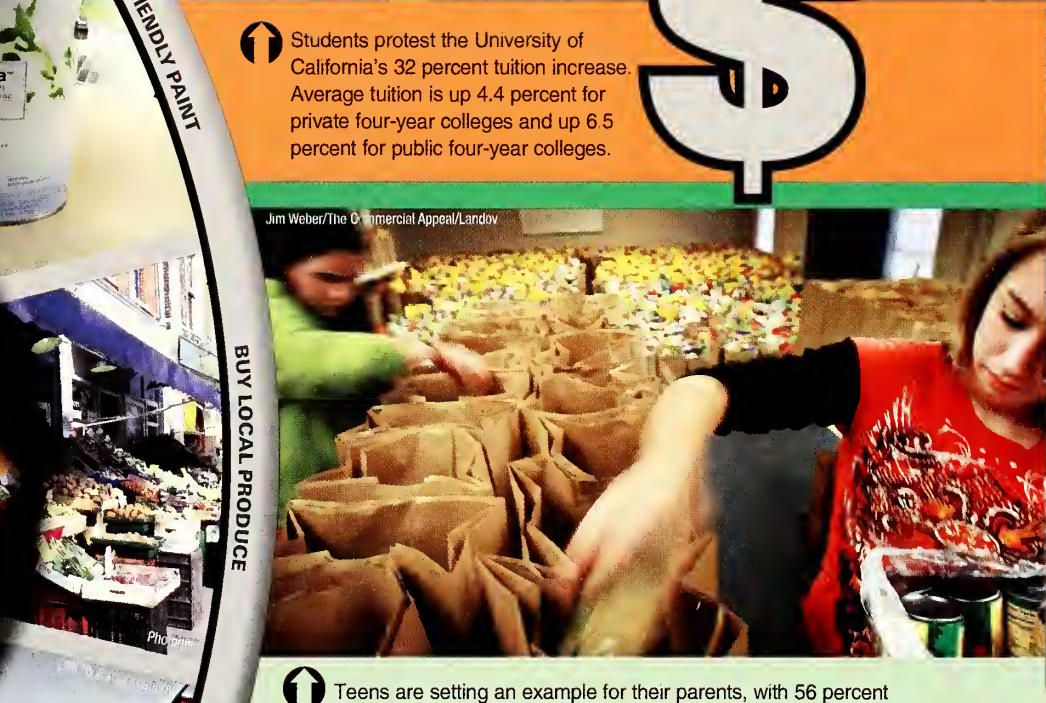 IENDLY PAINT
Students protest the University of
California's 32 percent tuition increase.
Average tuition is up 4.4 percent for
private four-year colleges and up 6.5
percent for public four-year colleges.
$
Jim Weber/The Commercial Appeal/Landov
BUY LOCAL PRODUCE
Teens are setting an example for their parents, with 56 percent